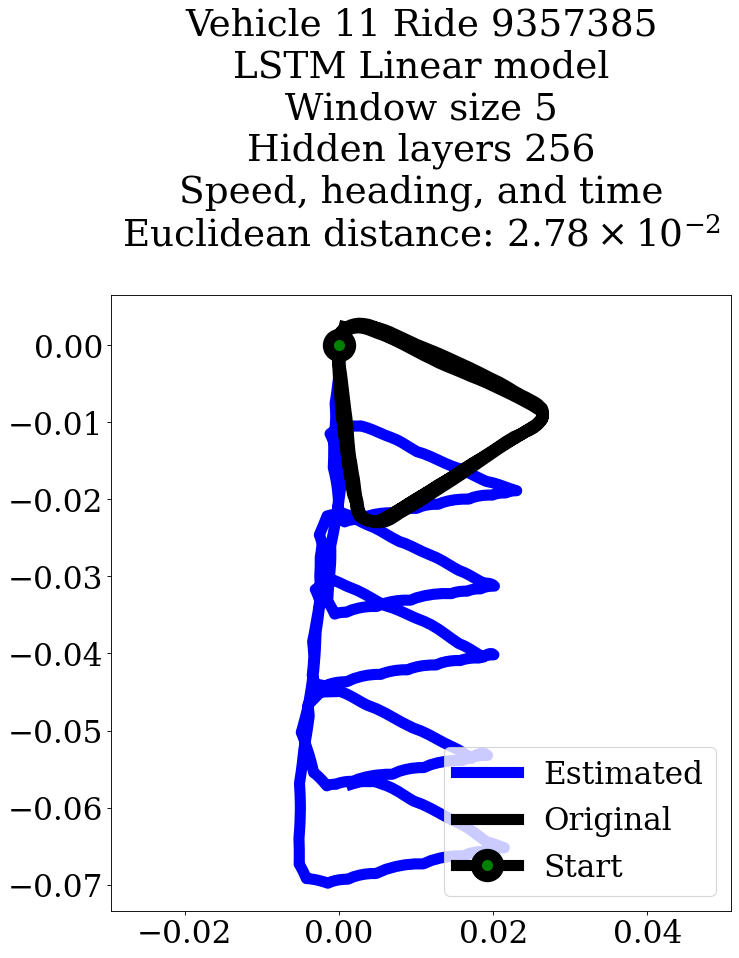 Vehicle 11 Ride 9357385
LSTM Linear model
Window size 5
Hidden layers 256
Speed, heading, and time
Euclidean distance: 2.78 × 10⁻²
0.00
−0.01
−0.02
−0.03
−0.04
−0.05
−0.06
−0.07
Estimated
Original
Start
−0.02 0.00 0.02 0.04